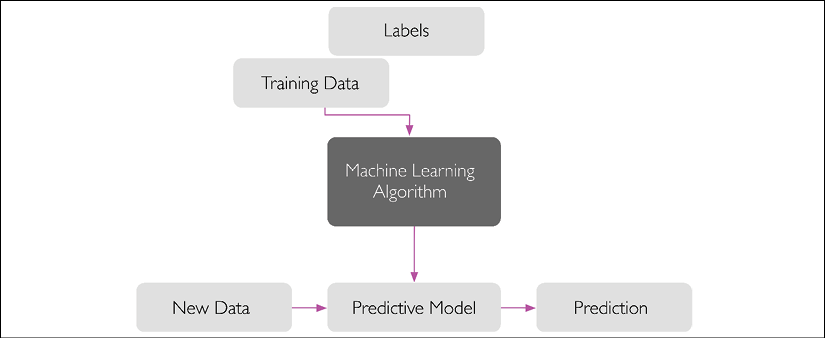 Labels
Training Data
Machine Learning
Algorithm
New Data
Predictive Model
Prediction